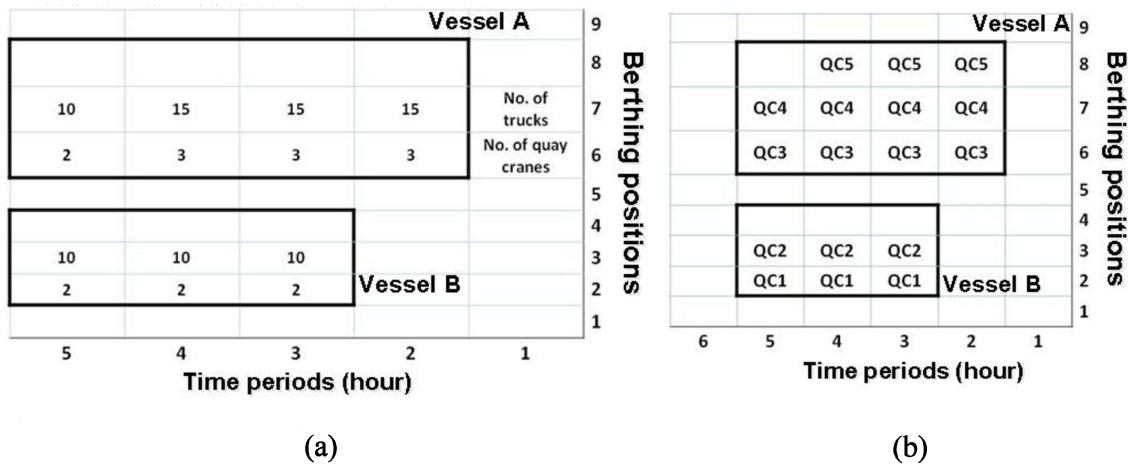 Vessel A
9
8
10 15 15 15 No. of trucks 7
2 3 3 3 No. of quay cranes 6
5
4
10 10 10 3
2 2 2 Vessel B 2
1
5 4 3 2 1
Time periods (hour)
Berthing positions
(a)
Vessel A
9
QC5 QC5 QC5 8
QC4 QC4 QC4 QC4 7
QC3 QC3 QC3 QC3 6
5
4
QC2 QC2 QC2 3
QC1 QC1 QC1 Vessel B 2
1
6 5 4 3 2 1
Time periods (hour)
Berthing positions
(b)